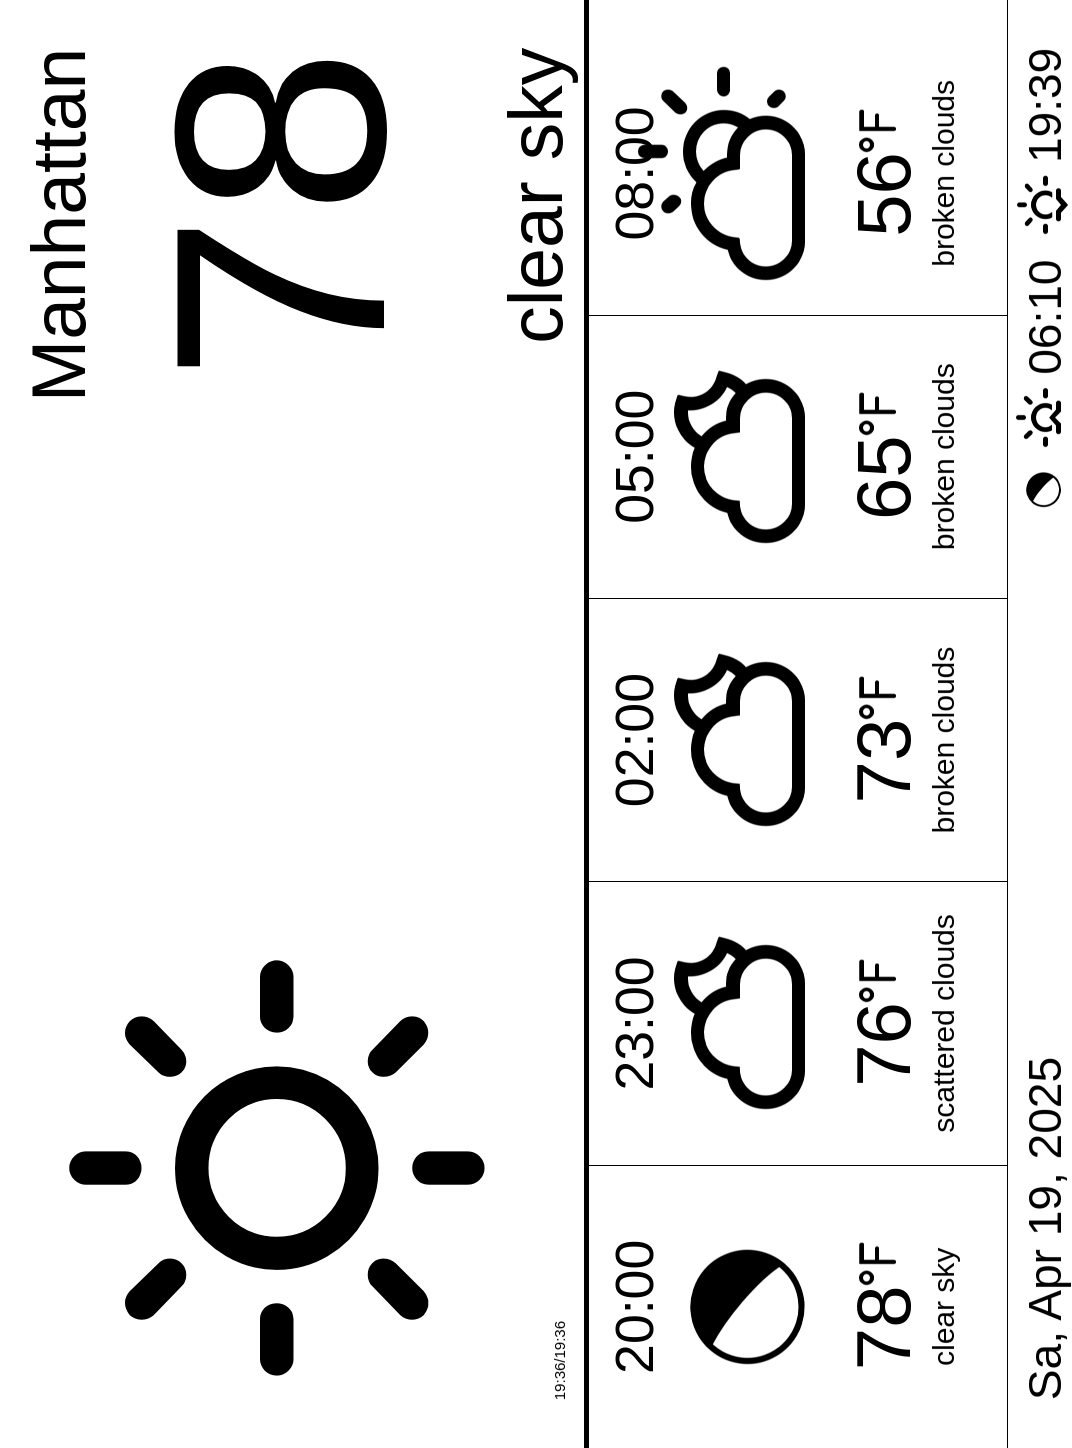 Manhattan
78
clear sky
19:36/19:36
20:00
78°F
clear sky
23:00
76°F
scattered clouds
02:00
73°F
broken clouds
05:00
65°F
broken clouds
08:00
56°F
broken clouds
Sa, Apr 19, 2025
06:10 19:39